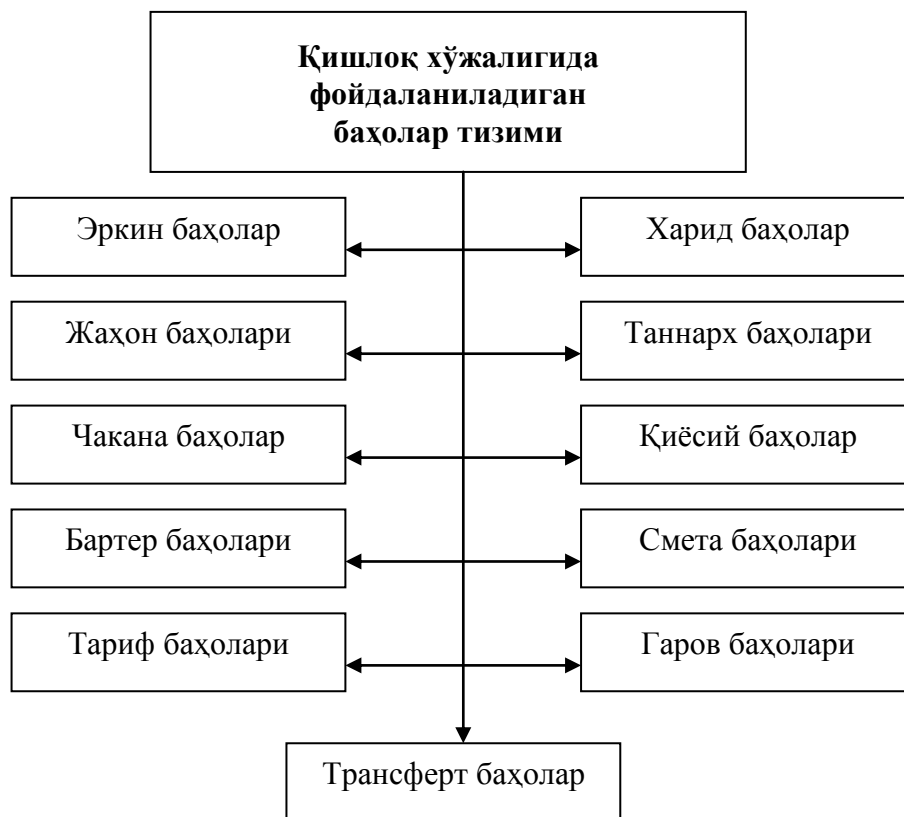 Қишлоқ хўжалигида
фойдаланиладиган
баҳолар тизими
Эркин баҳолар
Харид баҳолар
Жаҳон баҳолари
Таннарх баҳолари
Чакана баҳолар
Қиёсий баҳолар
Бартер баҳолари
Смета баҳолари
Тариф баҳолари
Гаров баҳолари
Трансферт баҳолар